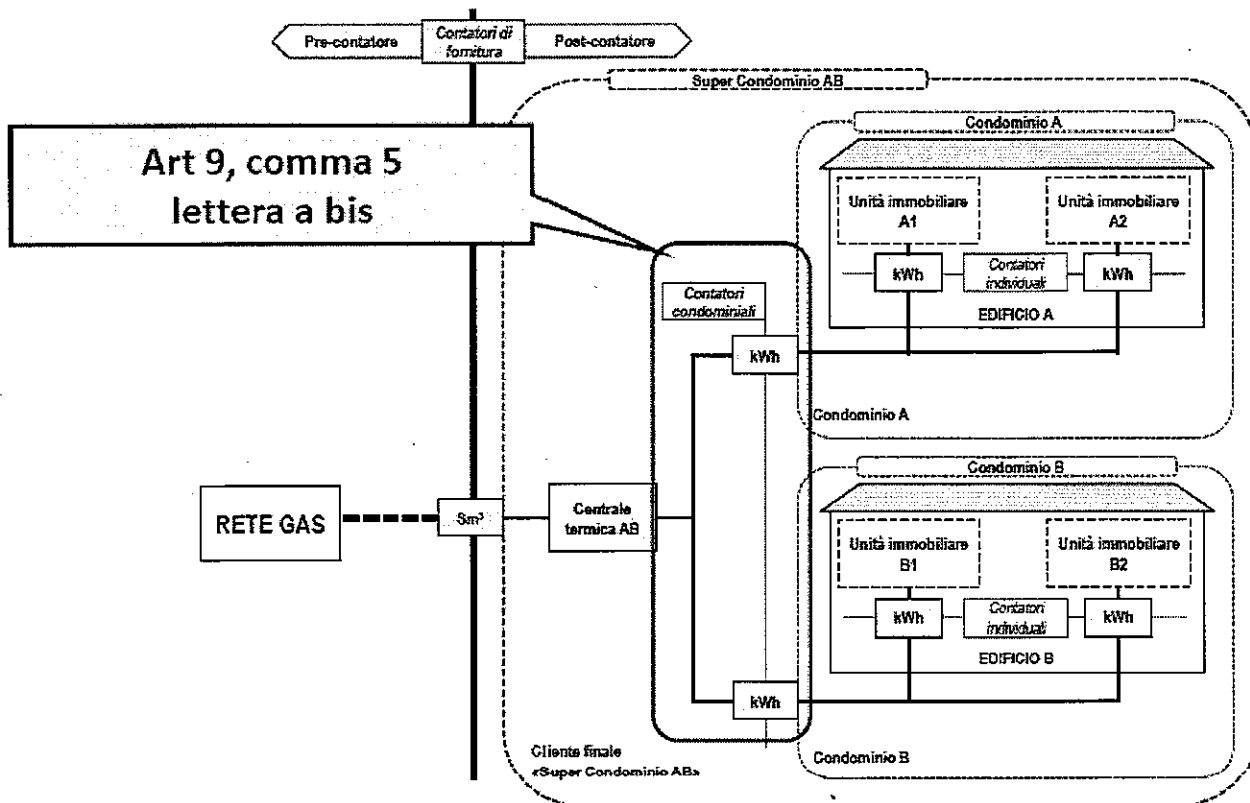 Pre-contatore
Contatori di
fornitura
Post-contatore
Super Condominio AB
Art 9, comma 5
lettera a bis
Condominio A
Unità immobiliare
A1
Unità immobiliare
A2
kWh
Contatori
individuali
kWh
EDIFICIO A
Contatori
condominiali
kWh
Condominio A
Condominio B
RETE GAS
Sm³
Centrale
termica AB
Unità immobiliare
B1
Unità immobiliare
B2
kWh
Contatori
individuali
kWh
EDIFICIO B
kWh
Cliente finale
«Super Condominio AB»
Condominio B